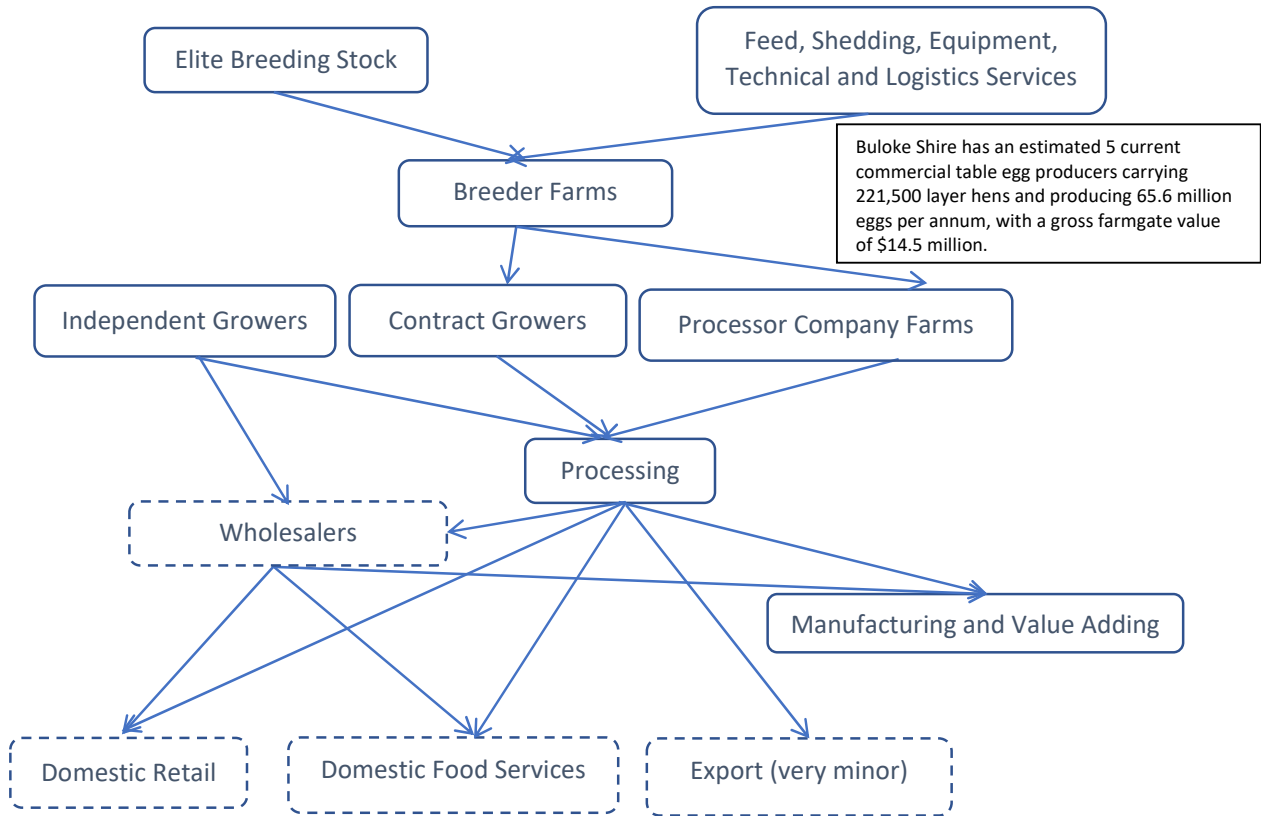 Elite Breeding Stock
Feed, Shedding, Equipment,
Technical and Logistics Services
Buloke Shire has an estimated 5 current
commercial table egg producers carrying
221,500 layer hens and producing 65.6 million
eggs per annum, with a gross farmgate value
of $14.5 million.
Breeder Farms
Independent Growers
Contract Growers
Processor Company Farms
Processing
Wholesalers
Manufacturing and Value Adding
Domestic Retail
Domestic Food Services
Export (very minor)